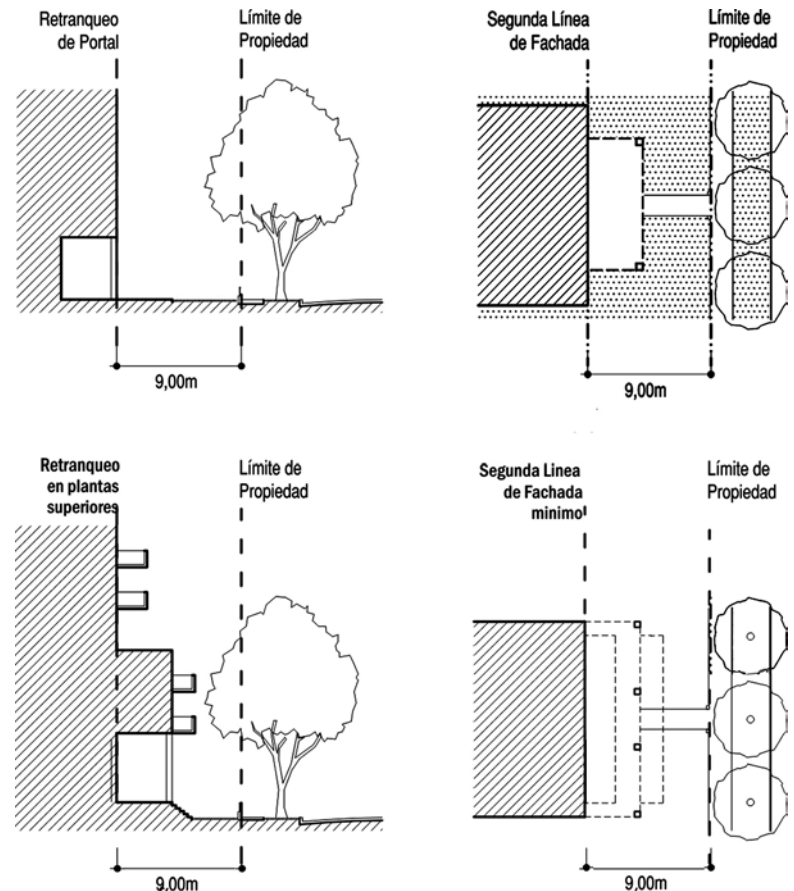 Retranqueo
de Portal
Límite de
Propiedad
Segunda Línea
de Fachada
Límite de
Propiedad
9,00m
9,00m
Retranqueo
en plantas
superiores
Límite de
Propiedad
Segunda Linea
de Fachada
minimo
Límite de
Propiedad
9,00m
9,00m